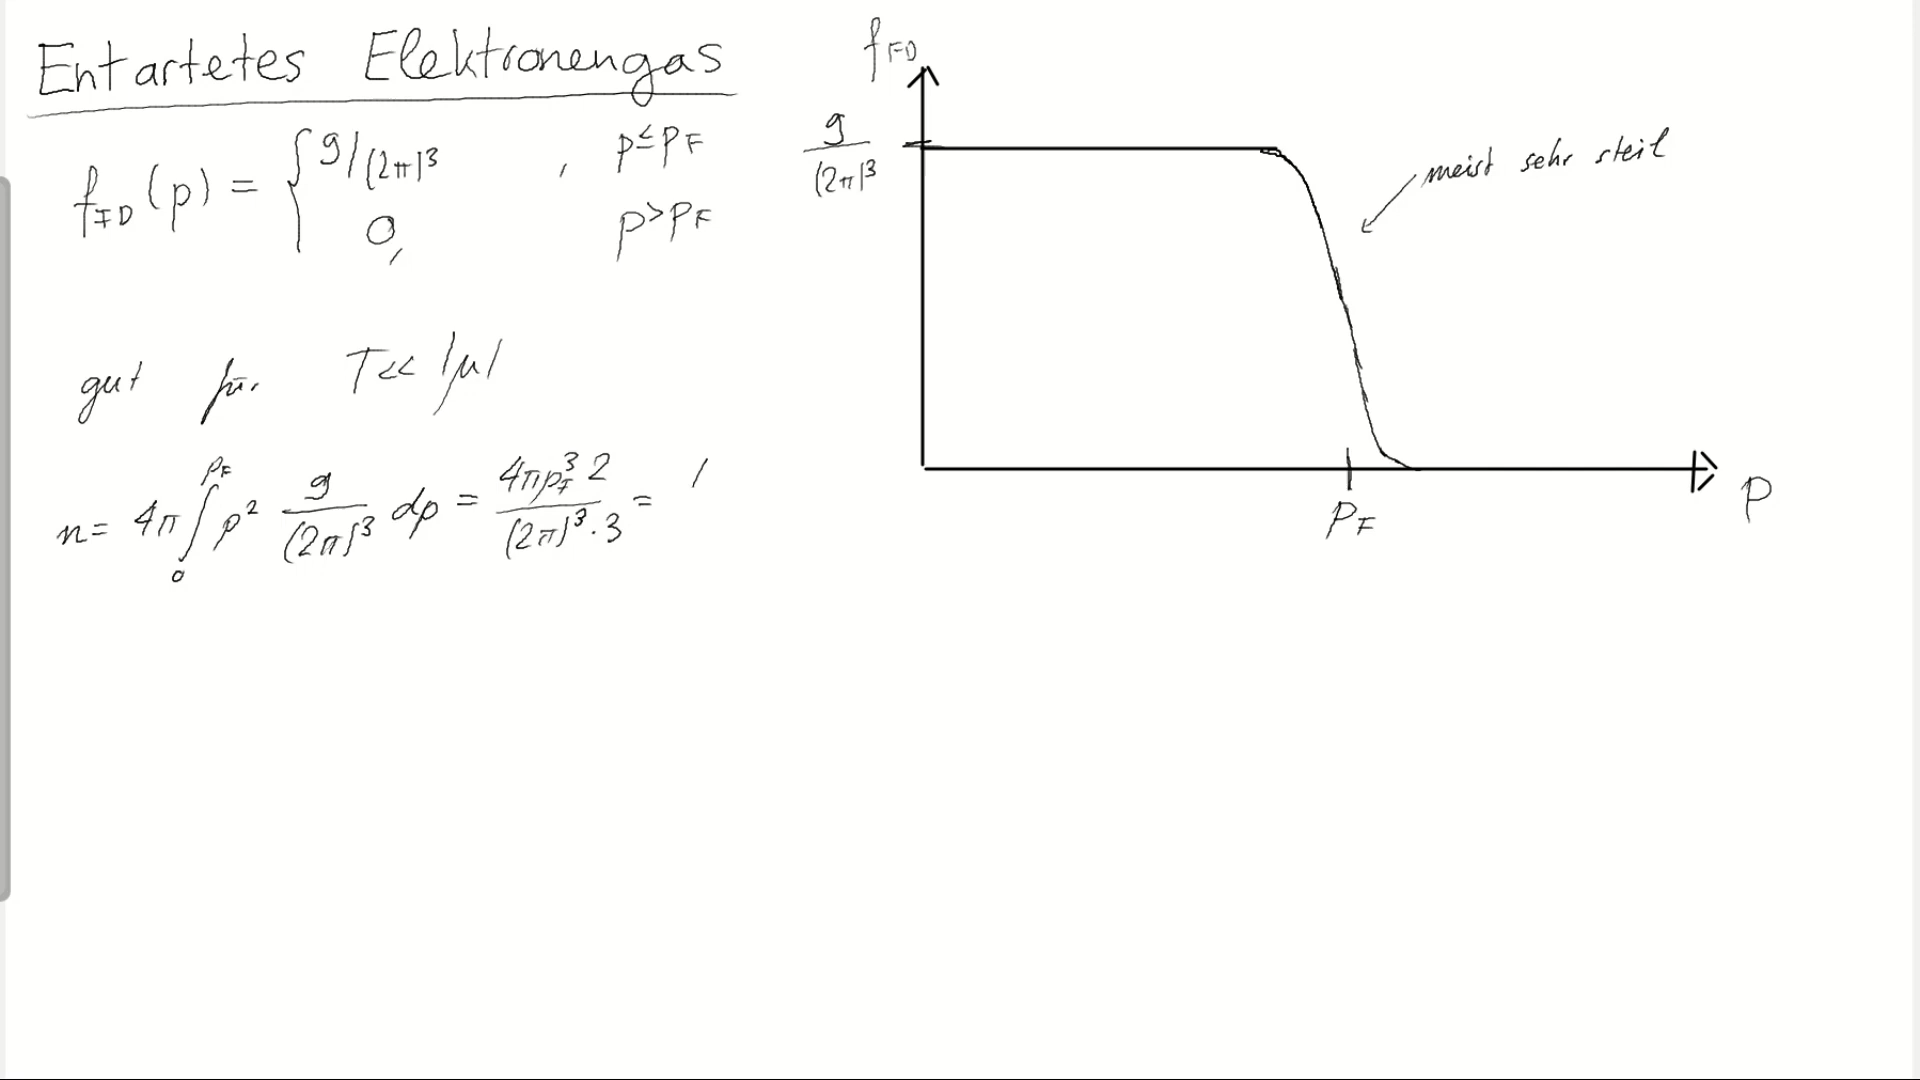 Entartetes Elektronengas
f_FD(p) = { g/(2π)³ , p≤p_F
0, p>p_F
gut für T<< |μ|
n= 4π ∫₀^{p_F} p² g/(2π)³ dp = 4πp_F³ 2/(2π)³·3 =
f_FD
g/(2π)³
meist sehr steil
p_F
p